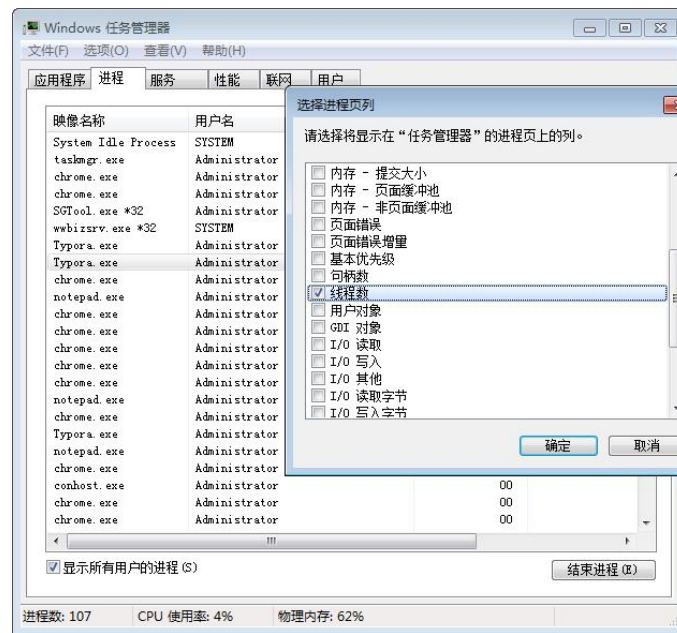 Windows 任务管理器
文件(F) 选项(O) 查看(V) 帮助(H)
应用程序 进程 服务 性能 联网 用户
映像名称 用户名
System Idle Process SYSTEM
taskmgr.exe Administrator
chrome.exe Administrator
chrome.exe Administrator
SGTool.exe *32 Administrator
wwbizsrv.exe *32 SYSTEM
Typora.exe Administrator
Typora.exe Administrator
chrome.exe Administrator
notepad.exe Administrator
chrome.exe Administrator
chrome.exe Administrator
chrome.exe Administrator
chrome.exe Administrator
chrome.exe Administrator
notepad.exe Administrator
chrome.exe Administrator
Typora.exe Administrator
notepad.exe Administrator
chrome.exe Administrator
conhost.exe Administrator 00
chrome.exe Administrator 00
chrome.exe Administrator 00
选择进程页列
请选择将显示在“任务管理器”的进程页上的列。
内存 - 提交大小
内存 - 页面缓冲池
内存 - 非页面缓冲池
页面错误
页面错误增量
基本优先级
句柄数
线程数
用户对象
GDI 对象
I/O 读取
I/O 写入
I/O 其他
I/O 读取字节
I/O 写入字节
确定 取消
显示所有用户的进程(S) 结束进程(E)
进程数: 107 CPU 使用率: 4% 物理内存: 62%